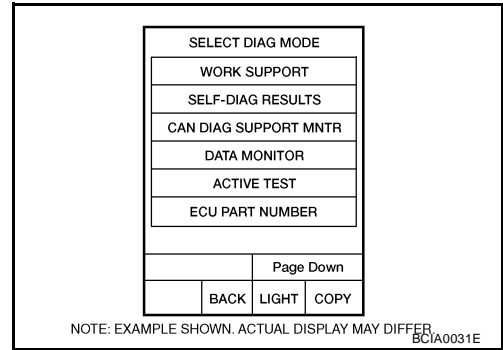 SELECT DIAG MODE
WORK SUPPORT
SELF-DIAG RESULTS
CAN DIAG SUPPORT MNTR
DATA MONITOR
ACTIVE TEST
ECU PART NUMBER
Page Down
BACK LIGHT COPY
NOTE: EXAMPLE SHOWN. ACTUAL DISPLAY MAY DIFFER.
BCIA0031E